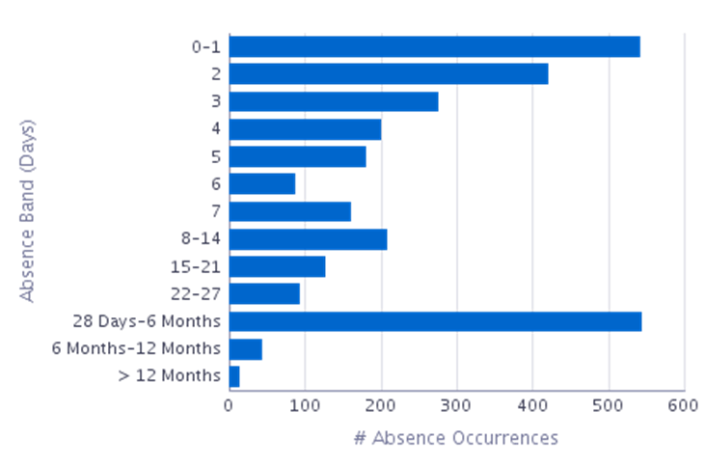 0-1
2
3
4
5
6
7
8-14
15-21
22-27
28 Days-6 Months
6 Months-12 Months
> 12 Months
Absence Band (Days)
0 100 200 300 400 500 600
# Absence Occurrences